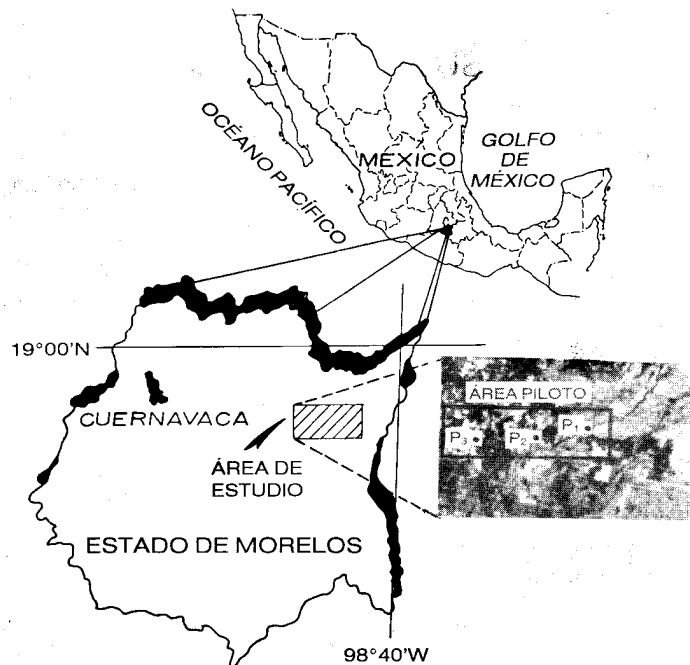 OCÉANO PACÍFICO
MÉXICO
GOLFO
DE
MÉXICO
19°00'N
CUERNAVACA
ÁREA DE
ESTUDIO
ÁREA PILOTO
P3
P2
P1
ESTADO DE MORELOS
98°40'W